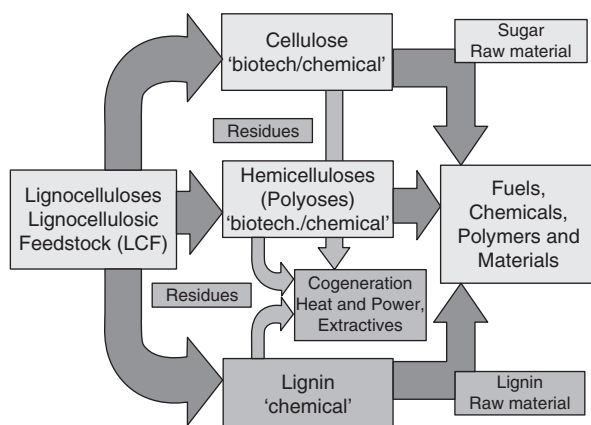 Cellulose
'biotech/chemical'
Sugar
Raw material
Residues
Lignocelluloses
Lignocellulosic
Feedstock (LCF)
Hemicelluloses
(Polyoses)
'biotech./chemical'
Fuels,
Chemicals,
Polymers and
Materials
Residues
Cogeneration
Heat and Power,
Extractives
Lignin
'chemical'
Lignin
Raw material